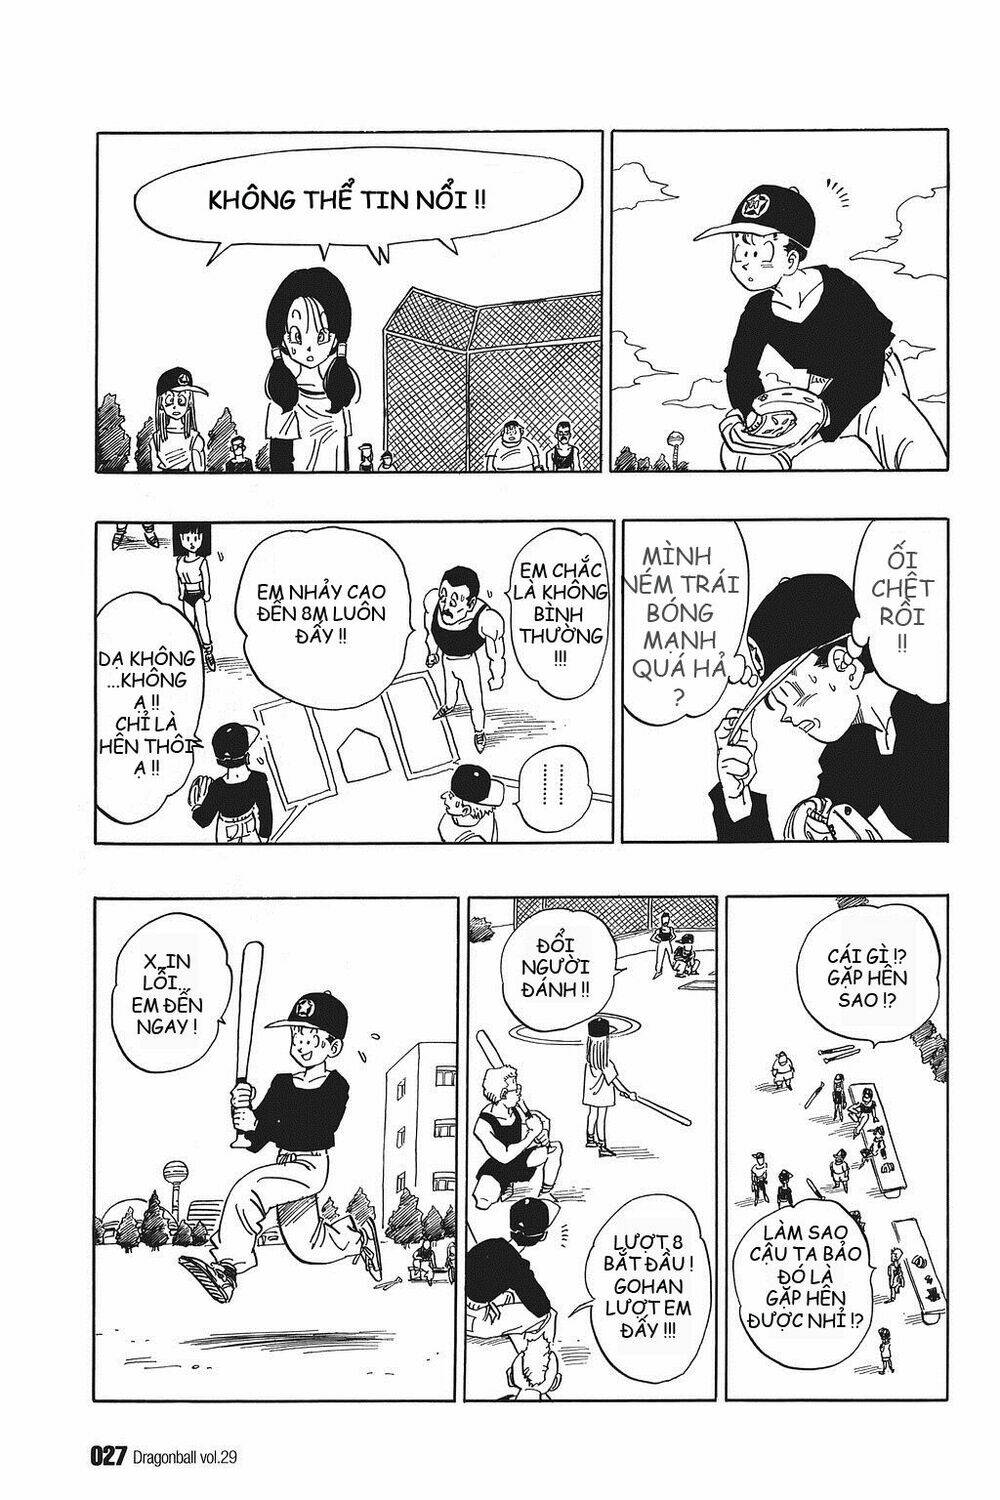 KHÔNG THỂ TIN NỔI !!
ỐI
CHẾT
RỒI
!!
MÌNH
NÉM TRÁI
BÓNG
MẠNH
QUÁ HẢ
?
EM CHẮC
LÀ KHÔNG
BÌNH
THƯỜNG
!!!
EM NHẢY CAO
ĐẾN 8M LUÔN
ĐẤY !!
DẠ KHÔNG
...KHÔNG
Ạ !!
CHỈ LÀ
HÊN THÔI
Ạ !!
CÁI GÌ !?
GẶP HÊN
SAO !?
LÀM SAO
CẬU TA BẢO
ĐÓ LÀ
GẶP HÊN
ĐƯỢC NHỈ !?
ĐỔI
NGƯỜI
ĐÁNH !!
LƯỢT 8
BẮT ĐẦU !
GOHAN
LƯỢT EM
ĐẤY !!!
X..IN
LỖI...
EM ĐẾN
NGAY !
027 Dragonball vol.29